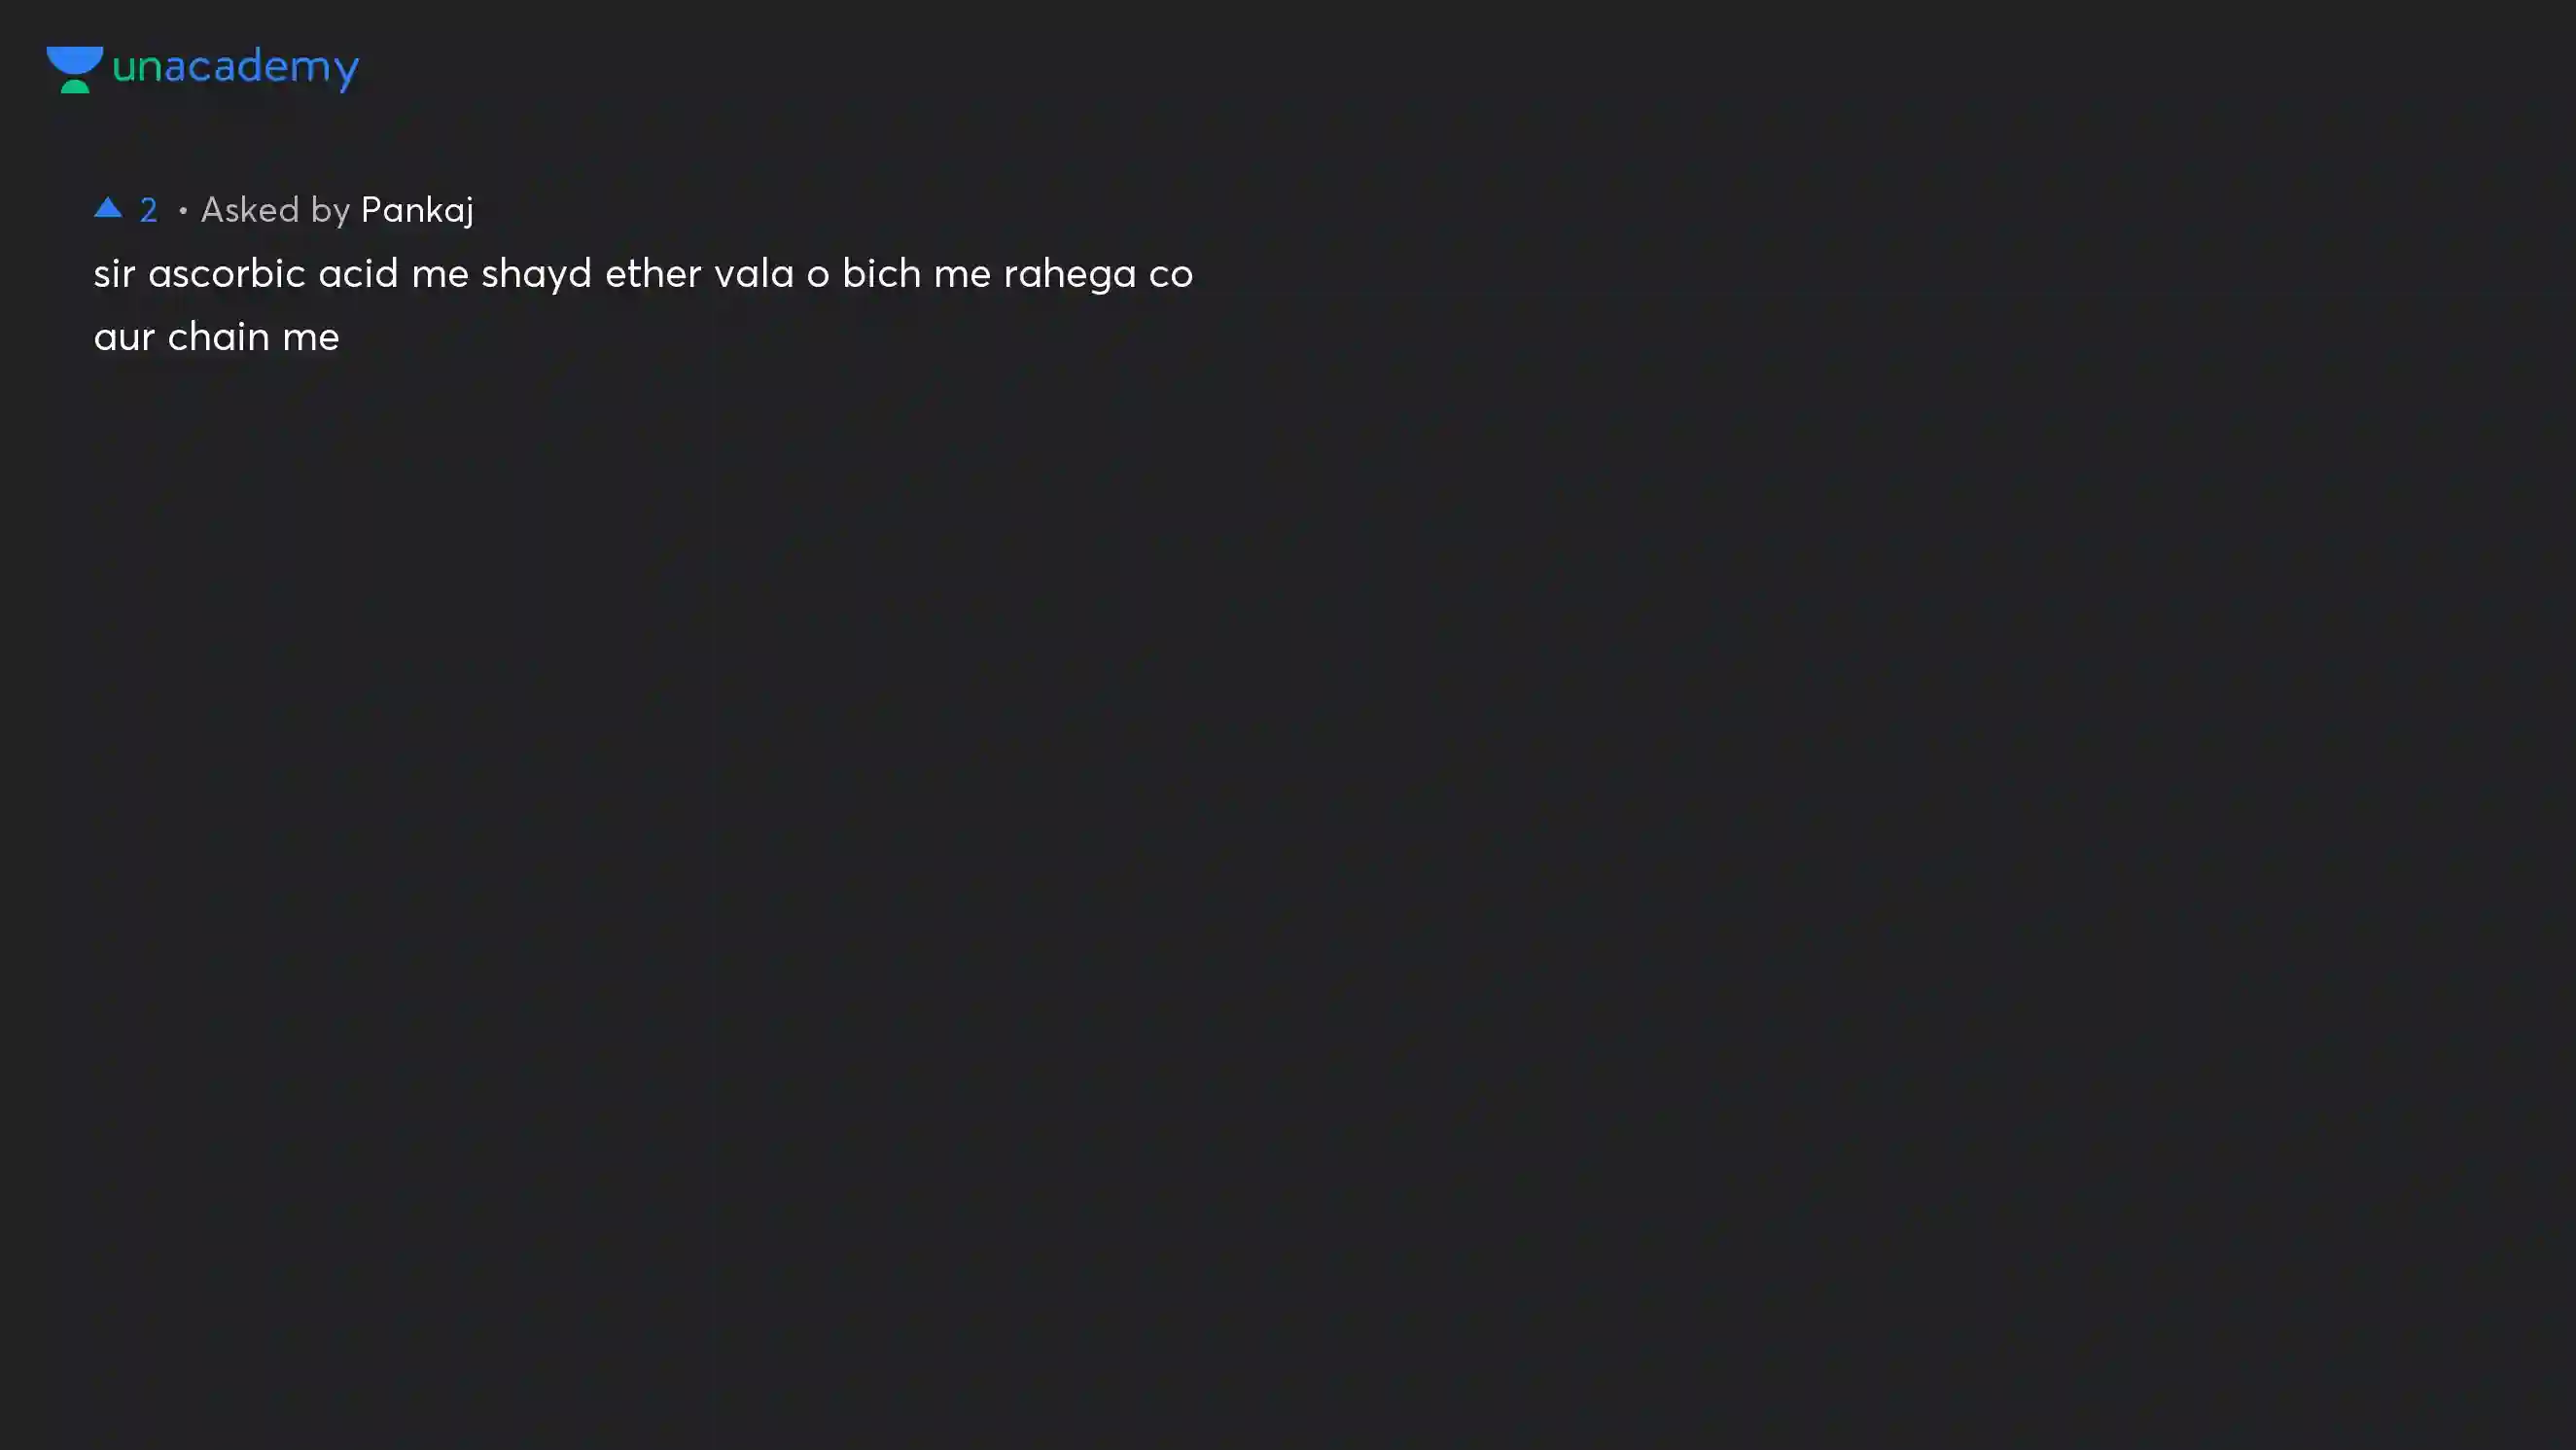 unacademy
▲ 2 • Asked by Pankaj
sir ascorbic acid me shayd ether vala o bich me rahega co
aur chain me